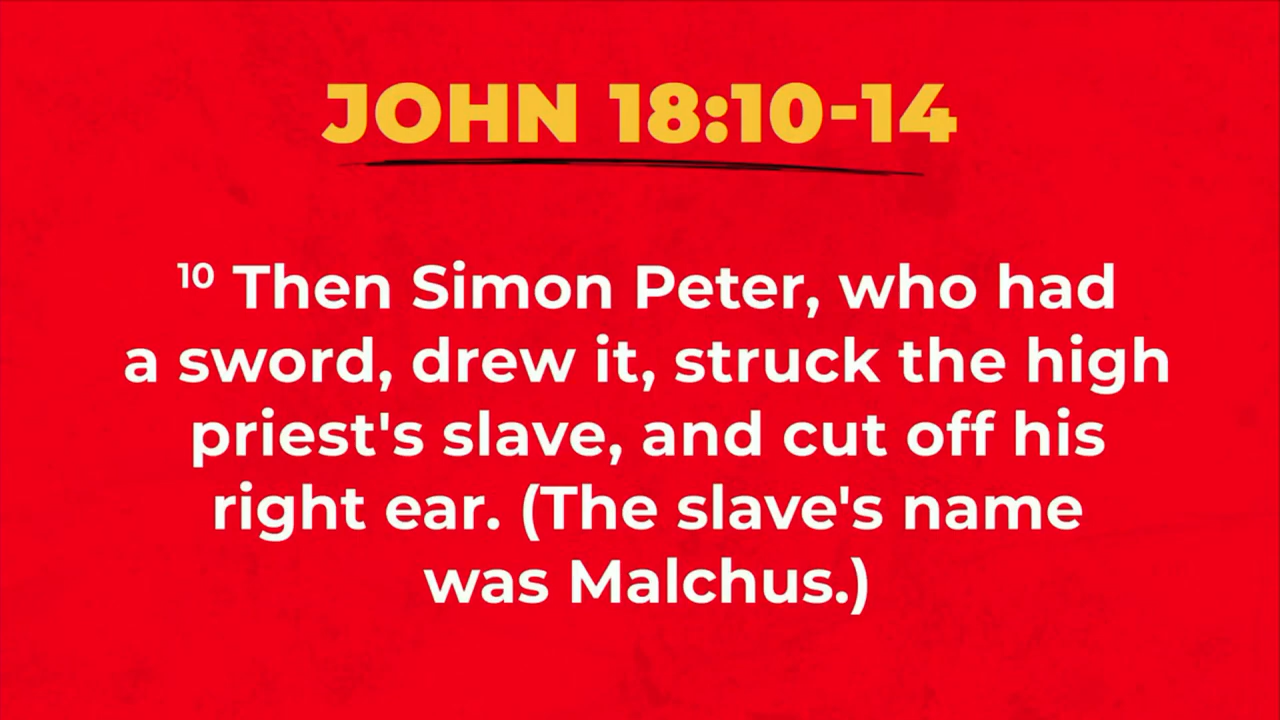 JOHN 18:10-14
¹⁰ Then Simon Peter, who had
a sword, drew it, struck the high
priest's slave, and cut off his
right ear. (The slave's name
was Malchus.)